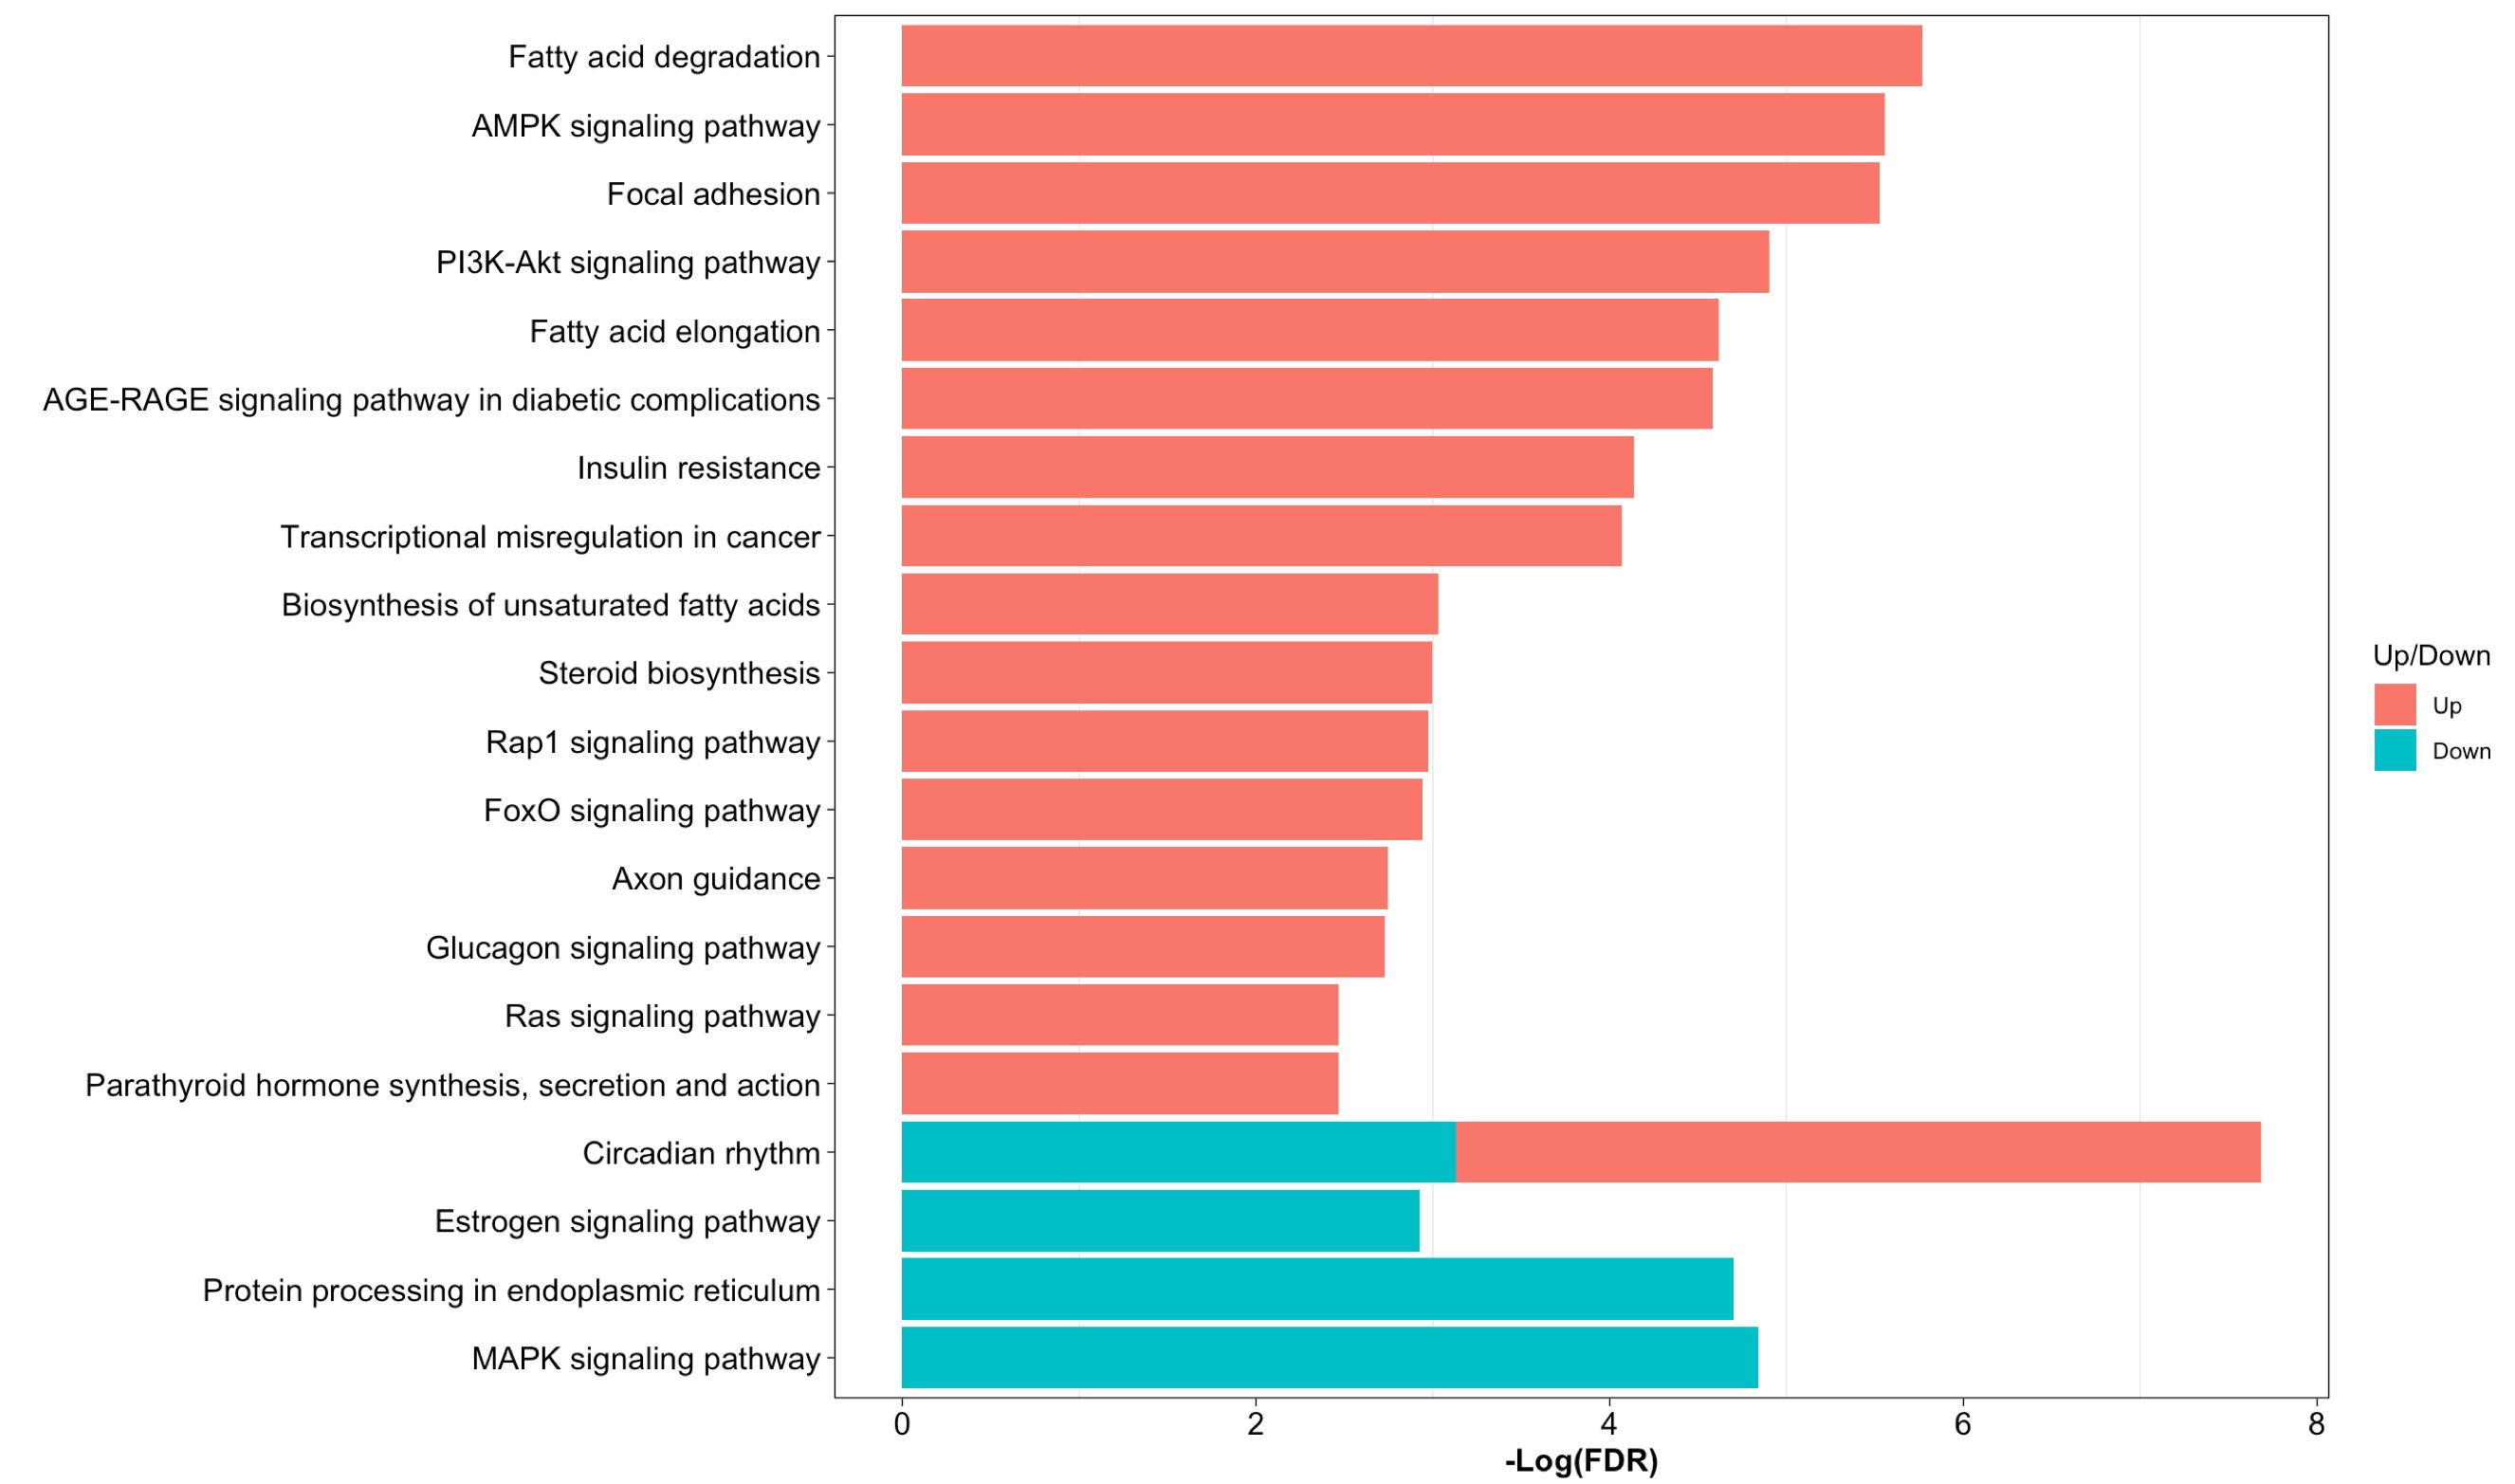 Fatty acid degradation
AMPK signaling pathway
Focal adhesion
PI3K-Akt signaling pathway
Fatty acid elongation
AGE-RAGE signaling pathway in diabetic complications
Insulin resistance
Transcriptional misregulation in cancer
Biosynthesis of unsaturated fatty acids
Steroid biosynthesis
Rap1 signaling pathway
FoxO signaling pathway
Axon guidance
Glucagon signaling pathway
Ras signaling pathway
Parathyroid hormone synthesis, secretion and action
Circadian rhythm
Estrogen signaling pathway
Protein processing in endoplasmic reticulum
MAPK signaling pathway
0 2 4 6 8
-Log(FDR)
Up/Down
Up
Down